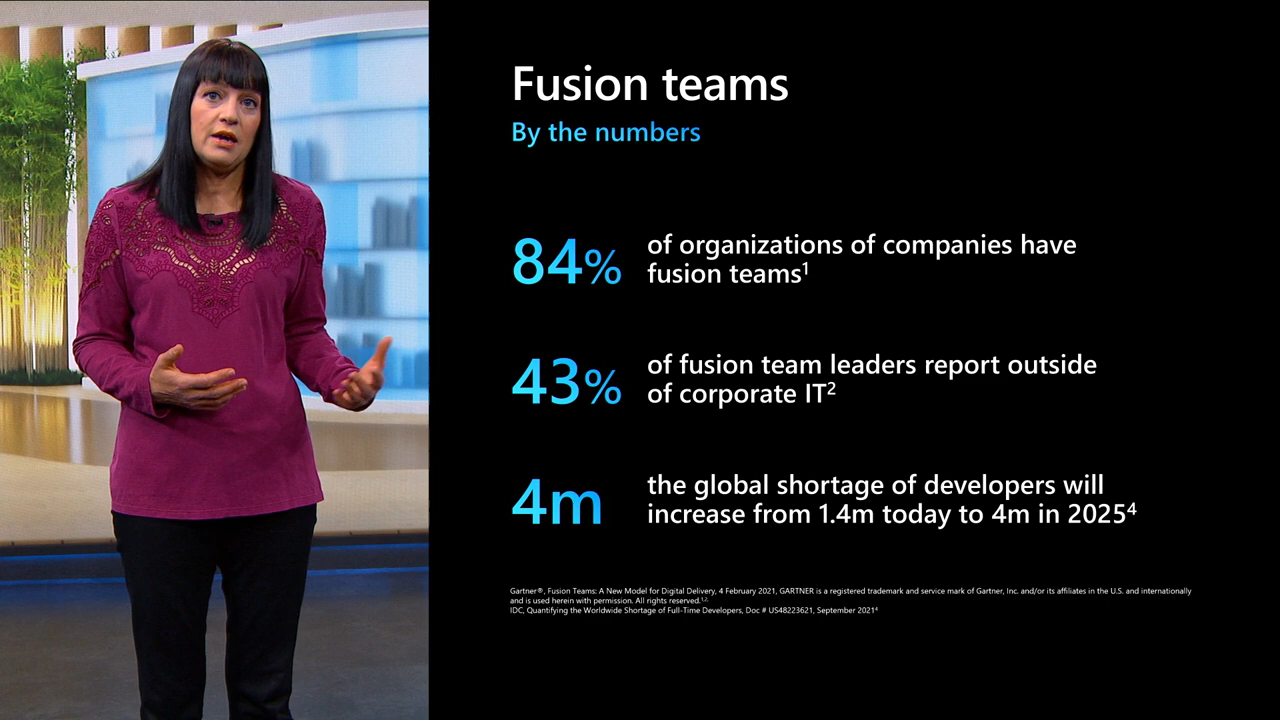 Fusion teams
By the numbers
84% of organizations of companies have
fusion teams¹
43% of fusion team leaders report outside
of corporate IT²
4m the global shortage of developers will
increase from 1.4m today to 4m in 2025⁴
Gartner®, Fusion Teams: A New Model for Digital Delivery, 4 February 2021, GARTNER is a registered trademark and service mark of Gartner, Inc. and/or its affiliates in the U.S. and internationally
and is used herein with permission. All rights reserved.¹,².
IDC, Quantifying the Worldwide Shortage of Full-Time Developers, Doc # US48223621, September 2021⁴